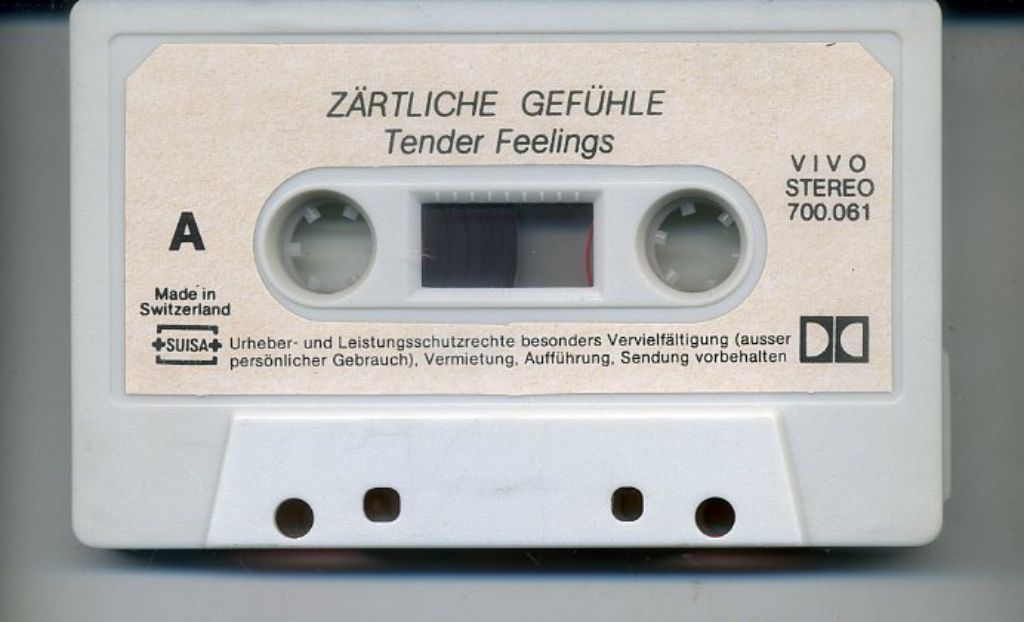 ZÄRTLICHE GEFÜHLE
Tender Feelings
VIVO
STEREO
700.061
A
Made in
Switzerland
SUISA
Urheber- und Leistungsschutzrechte besonders Vervielfältigung (ausser
persönlicher Gebrauch), Vermietung, Aufführung, Sendung vorbehalten